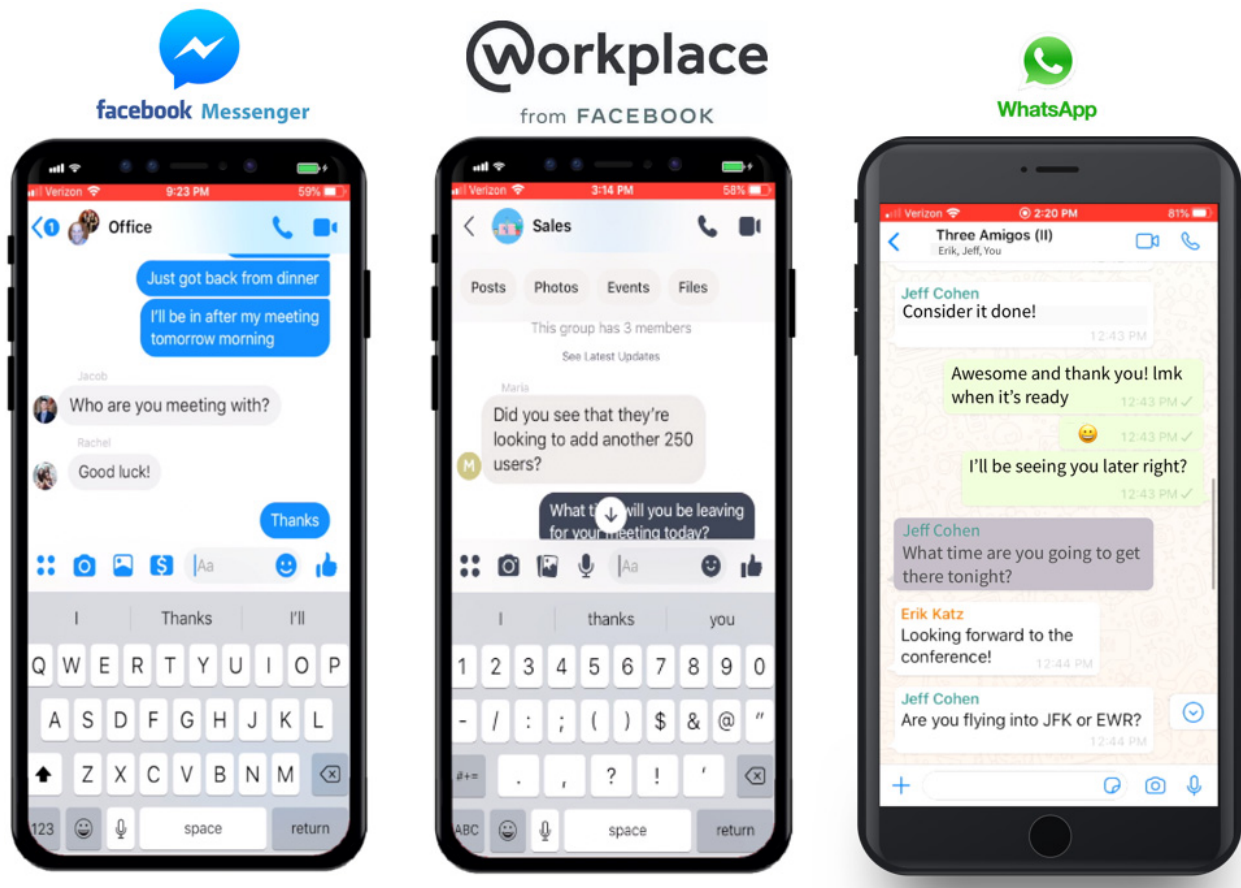 facebook Messenger
Verizon 9:23 PM 59%
1 Office
Just got back from dinner
I'll be in after my meeting
tomorrow morning
Jacob
Who are you meeting with?
Rachel
Good luck!
Thanks
Aa
I Thanks I'll
Q W E R T Y U I O P
A S D F G H J K L
Z X C V B N M
123 space return
Workplace
from FACEBOOK
Verizon 3:14 PM 58%
Sales
Posts Photos Events Files
This group has 3 members
See Latest Updates
Maria
Did you see that they're
looking to add another 250
users?
M
What will you be leaving
for your meeting today?
Aa
I thanks you
1 2 3 4 5 6 7 8 9 0
- / : ; ( ) $ & @ "
#+= . , ? ! '
ABC space return
WhatsApp
Verizon 2:20 PM 81%
Three Amigos (II)
Erik, Jeff, You
Jeff Cohen
Consider it done!
12:43 PM
Awesome and thank you! lmk
when it's ready
12:43 PM ✓
😀 12:43 PM ✓
I'll be seeing you later right?
12:43 PM ✓
Jeff Cohen
What time are you going to get
there tonight?
Erik Katz
Looking forward to the
conference!
12:44 PM
Jeff Cohen
Are you flying into JFK or EWR?
12:44 PM